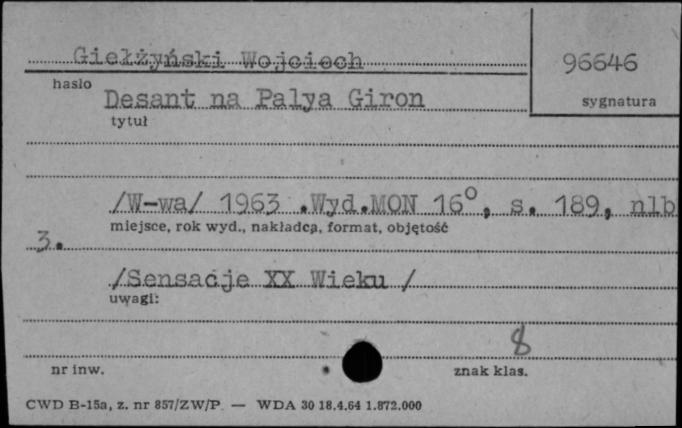 Giełżyński Wojciech
96646
hasło
sygnatura
Desant na Palya Giron
tytuł
/W-wa/ 1963 .Wyd.MON 16°, s. 189, nlb
miejsce, rok wyd., nakładca, format, objętość
3.
/Sensacje XX Wieku /
uwagi:
8
nr inw.
znak klas.
CWD B-15a, z. nr 857/ZW/P. — WDA 30 18.4.64 1.872.000